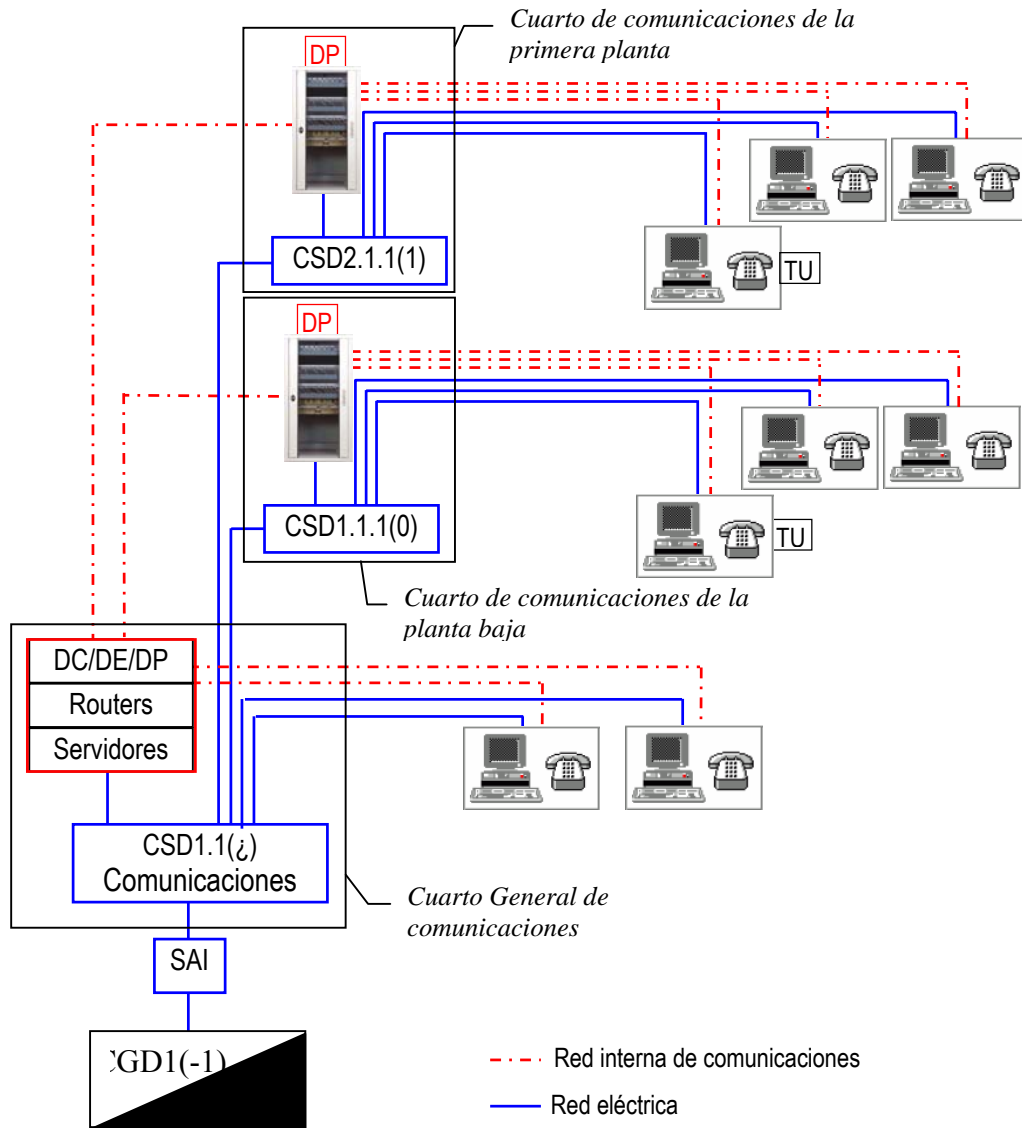 Cuarto de comunicaciones de la
primera planta
DP
CSD2.1.1(1)
TU
DP
CSD1.1.1(0)
TU
Cuarto de comunicaciones de la
planta baja
DC/DE/DP
Routers
Servidores
CSD1.1(¿)
Comunicaciones
Cuarto General de
comunicaciones
SAI
GD1(-1)
Red interna de comunicaciones
Red eléctrica